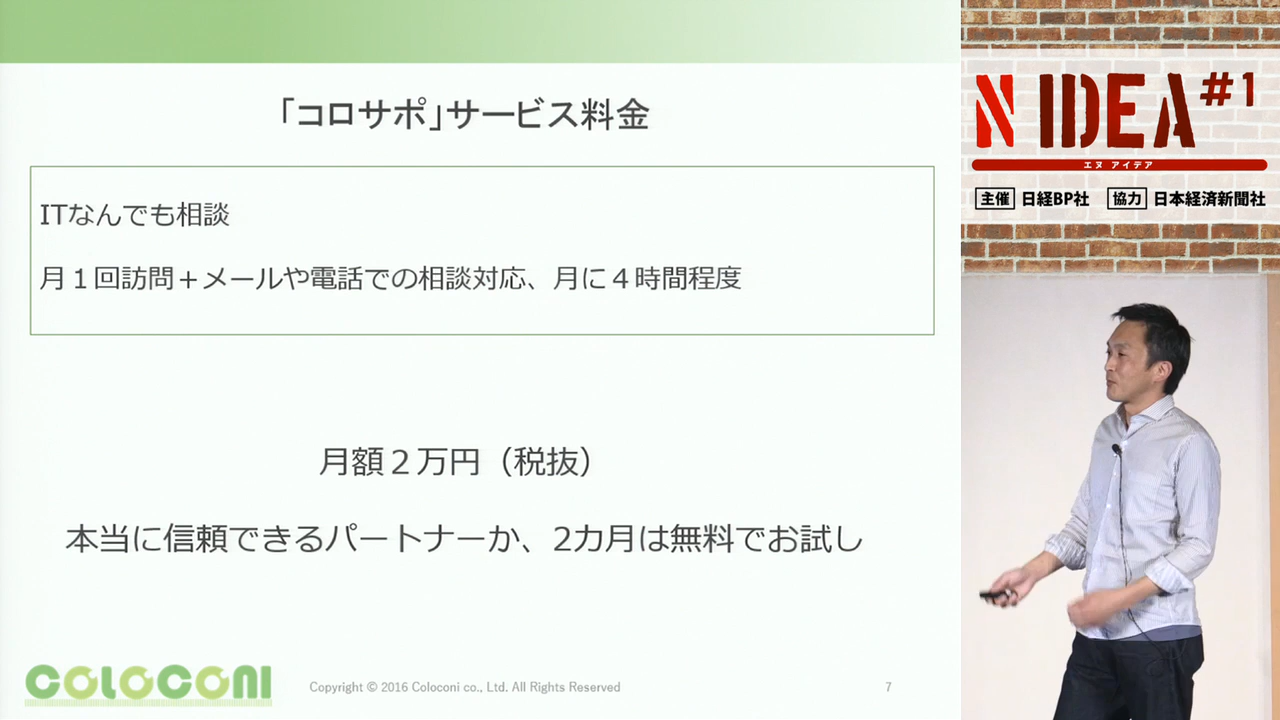 「コロサポ」サービス料金
ITなんでも相談
月１回訪問＋メールや電話での相談対応、月に４時間程度
月額２万円（税抜）
本当に信頼できるパートナーか、2カ月は無料でお試し
COLOCONI
Copyright © 2016 Coloconi co., Ltd. All Rights Reserved
7
N IDEA #1
エヌ アイデア
主催 日経BP社 協力 日本経済新聞社